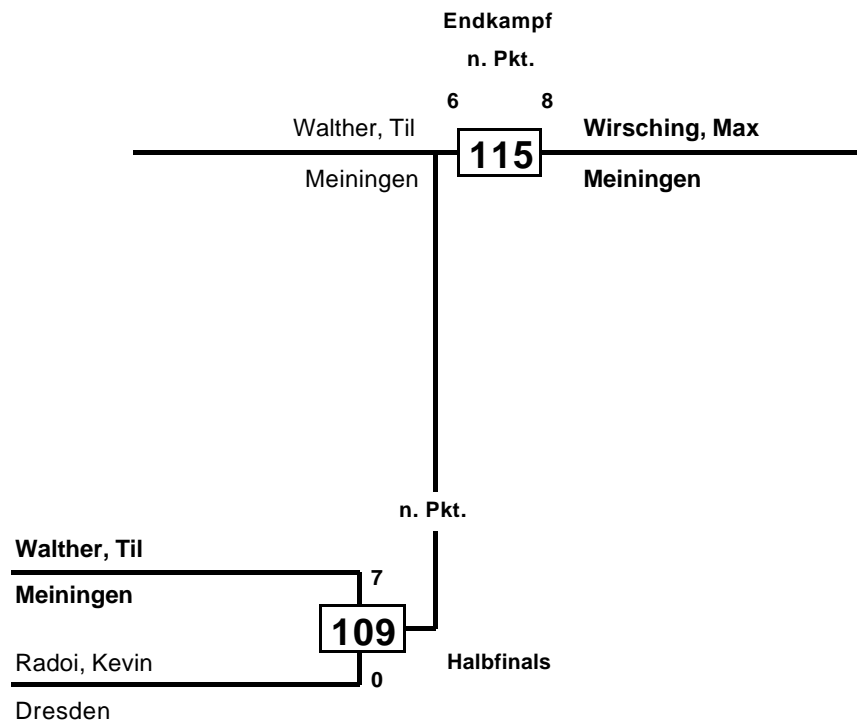 Endkampf
n. Pkt.
6 8
Walther, Til 115 Wirsching, Max
Meiningen Meiningen
n. Pkt.
Walther, Til
7
Meiningen
109
Radoi, Kevin Halbfinals
0
Dresden